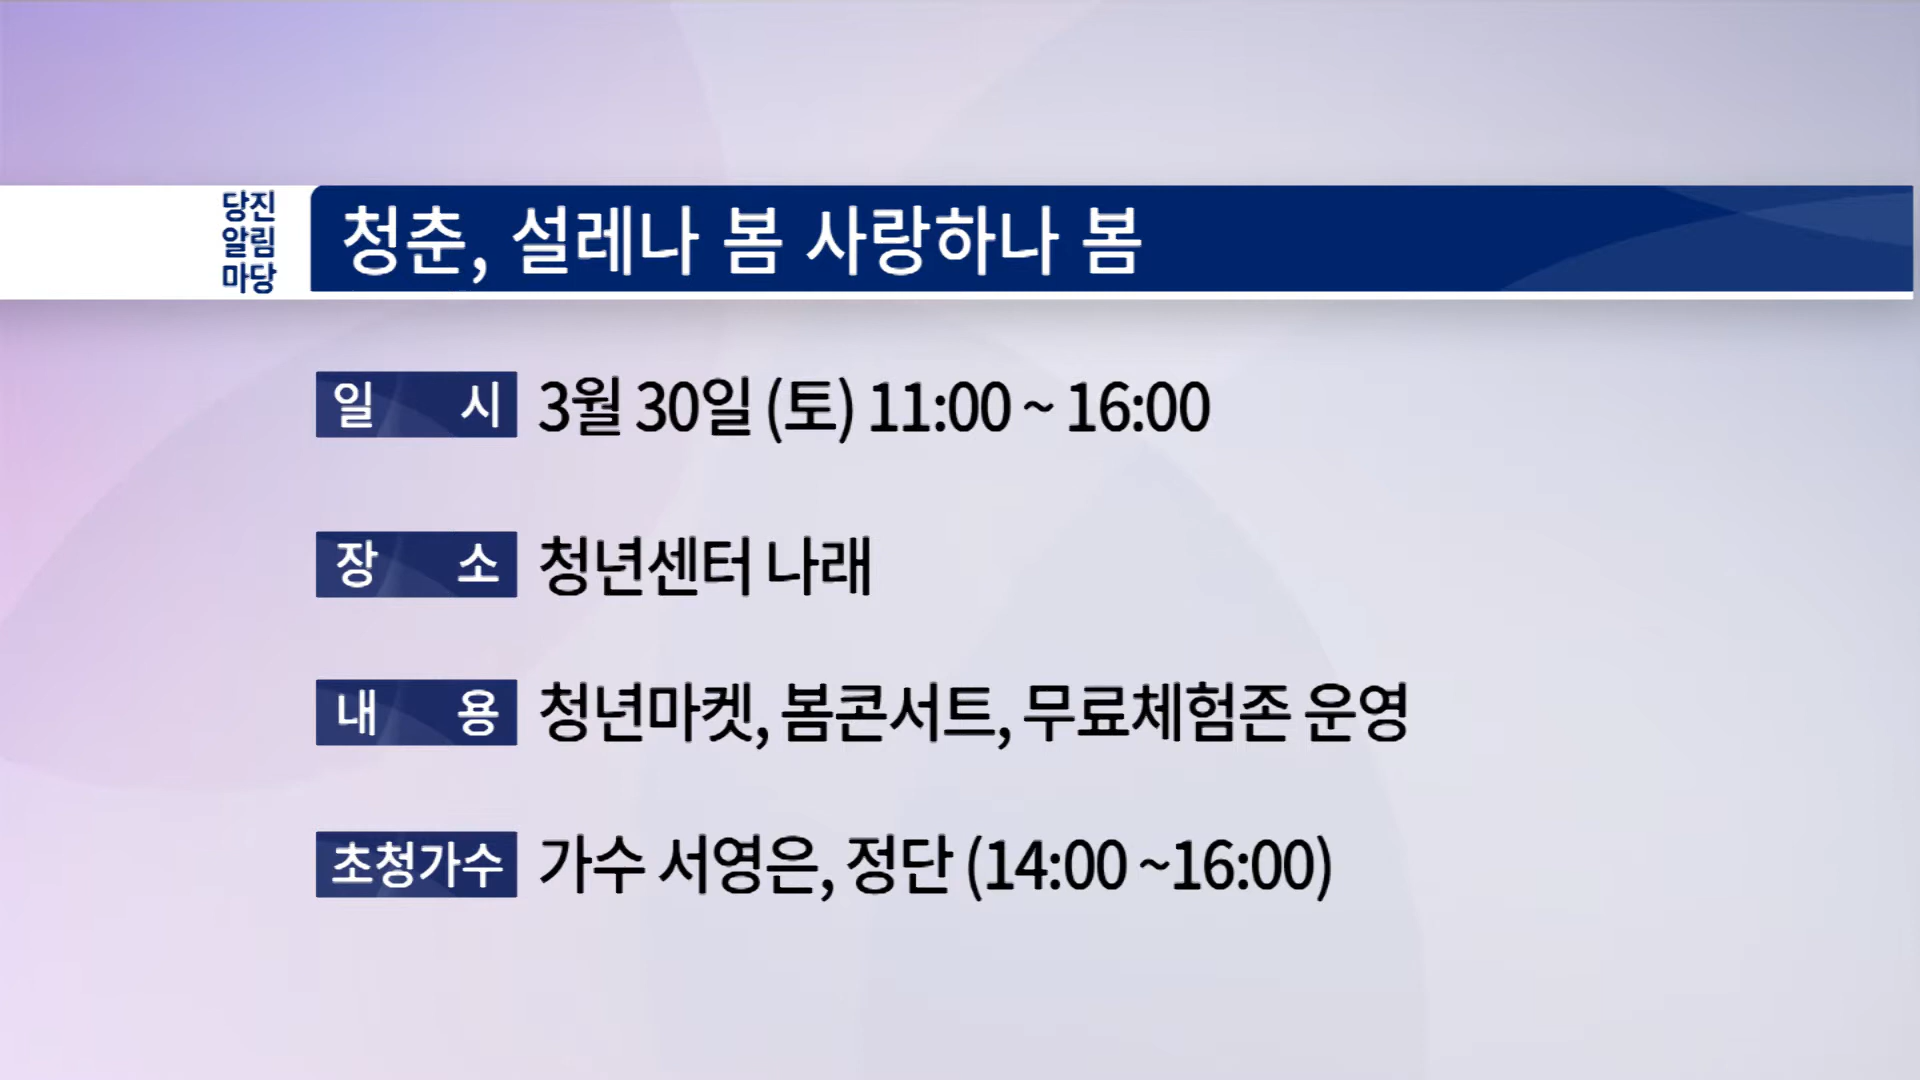 당진
알림
마당
청춘, 설레나 봄 사랑하나 봄
일 시 3월 30일 (토) 11:00 ~ 16:00
장 소 청년센터 나래
내 용 청년마켓, 봄콘서트, 무료체험존 운영
초청가수 가수 서영은, 정단 (14:00 ~16:00)